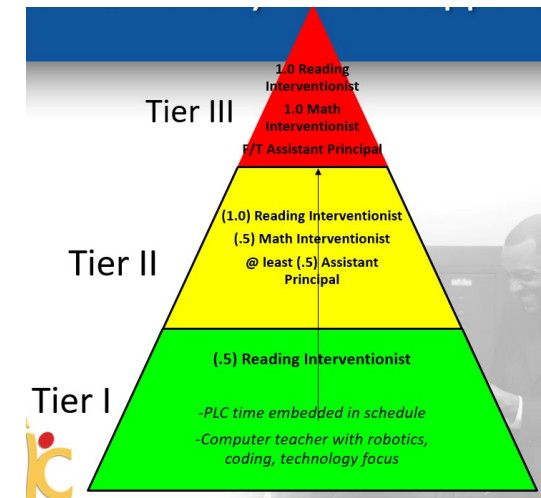 1.0 Reading
Interventionist
1.0 Math
Interventionist
F/T Assistant Principal
Tier III
(1.0) Reading Interventionist
(.5) Math Interventionist
@ least (.5) Assistant
Principal
Tier II
(.5) Reading Interventionist
Tier I
-PLC time embedded in schedule
-Computer teacher with robotics,
coding, technology focus